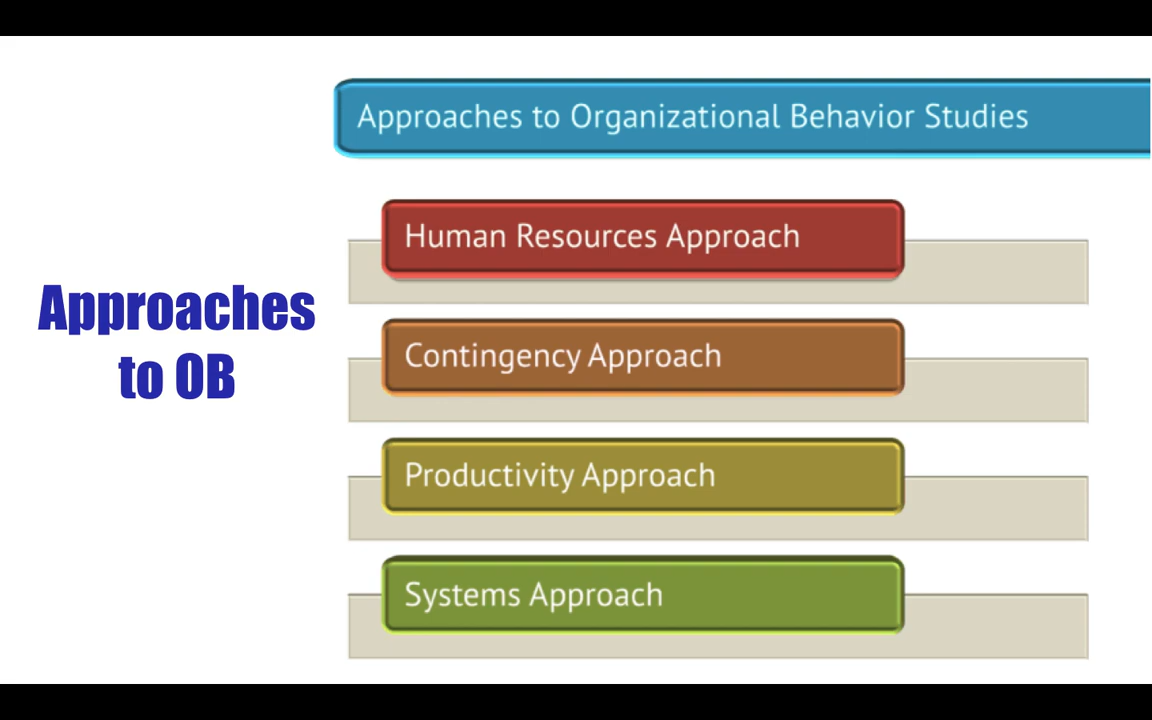 Approaches to Organizational Behavior Studies
Approaches
to OB
Human Resources Approach
Contingency Approach
Productivity Approach
Systems Approach